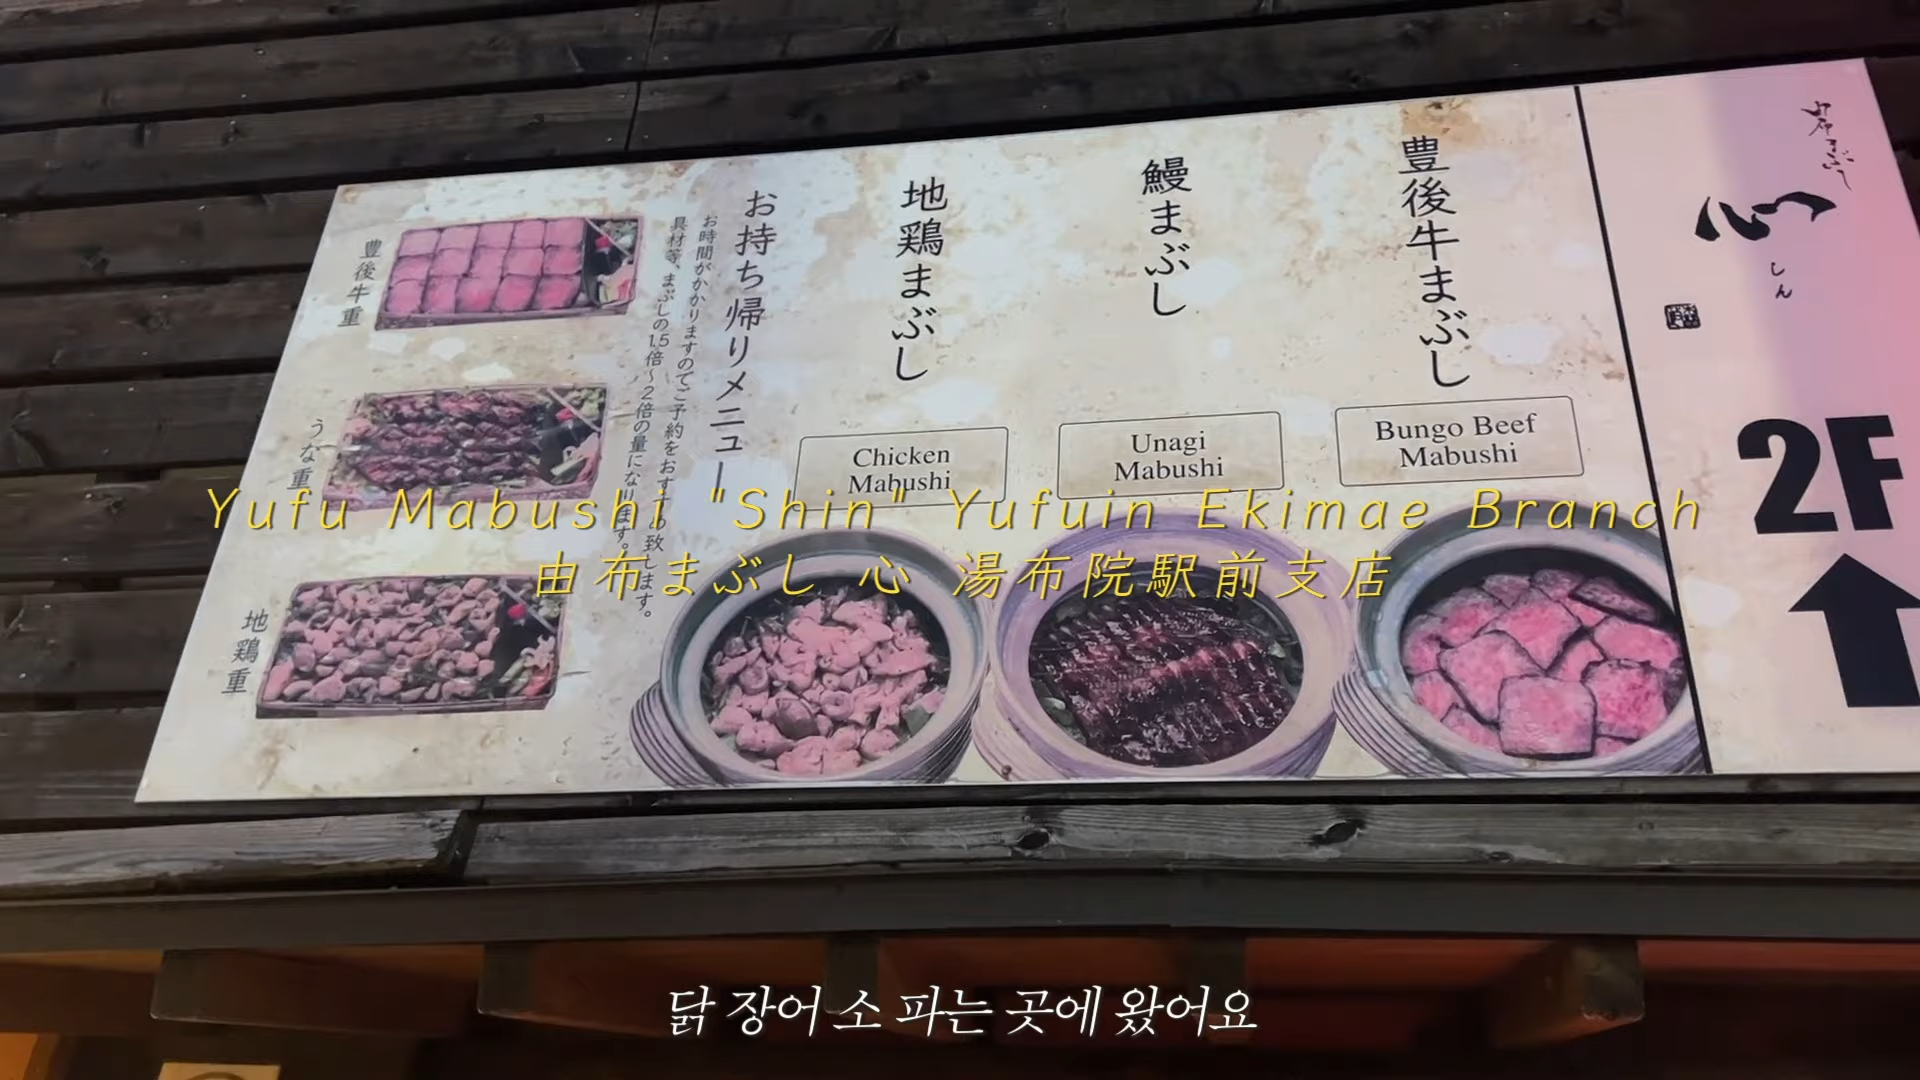 由布まぶし
心
しん
2F
豊後牛まぶし
Bungo Beef
Mabushi
鰻まぶし
Unagi
Mabushi
地鶏まぶし
Chicken
Mabushi
お持ち帰りメニュー
お時間がかかりますのでご予約をおすすめ致します。
具材等、まぶしの1.5倍～2倍の量になります。
豊後牛重
うな重
地鶏重
Yufu Mabushi "Shin" Yufuin Ekimae Branch
由布まぶし 心 湯布院駅前支店
닭 장어 소 파는 곳에 왔어요